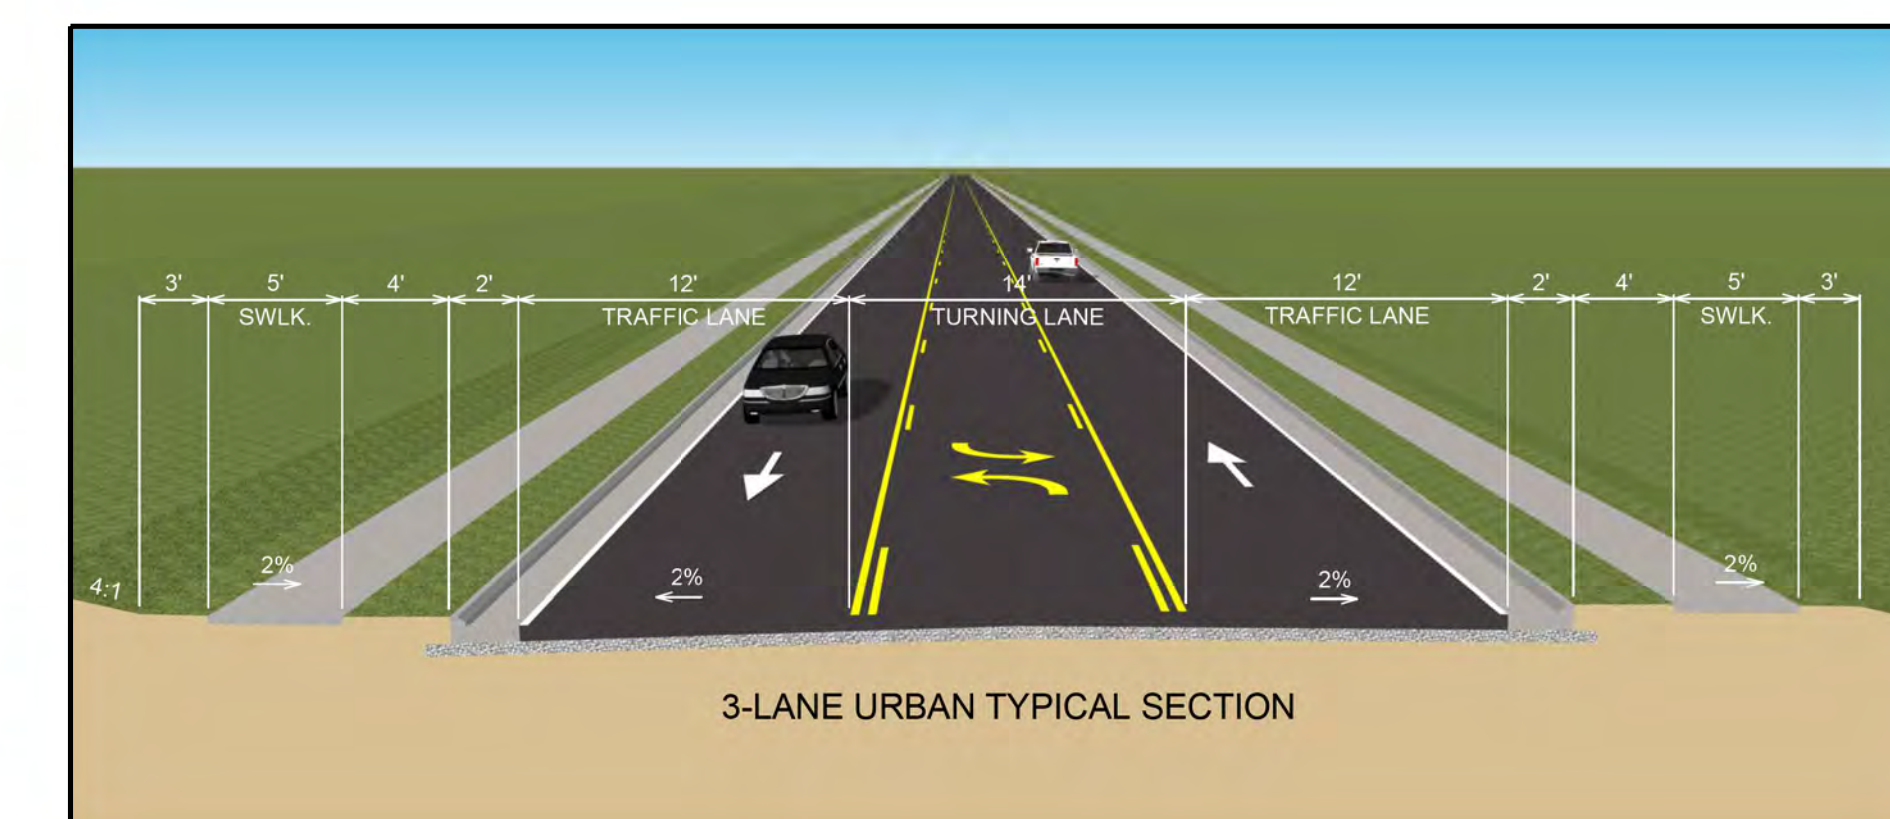 3' 5' 4' 2' 12' 14' 12' 2' 4' 5' 3'
SWLK. TRAFFIC LANE TURNING LANE TRAFFIC LANE SWLK.
4:1 2% 2% 2% 2%
3-LANE URBAN TYPICAL SECTION